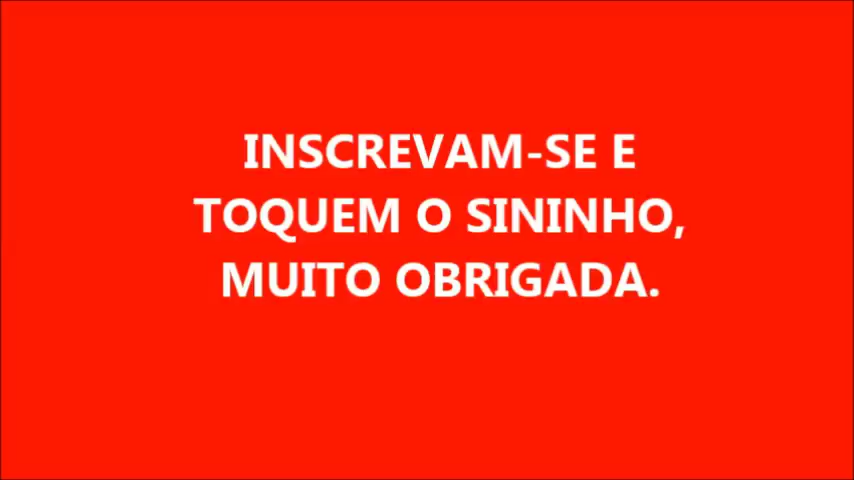 INSCREVAM-SE E
TOQUEM O SININHO,
MUITO OBRIGADA.